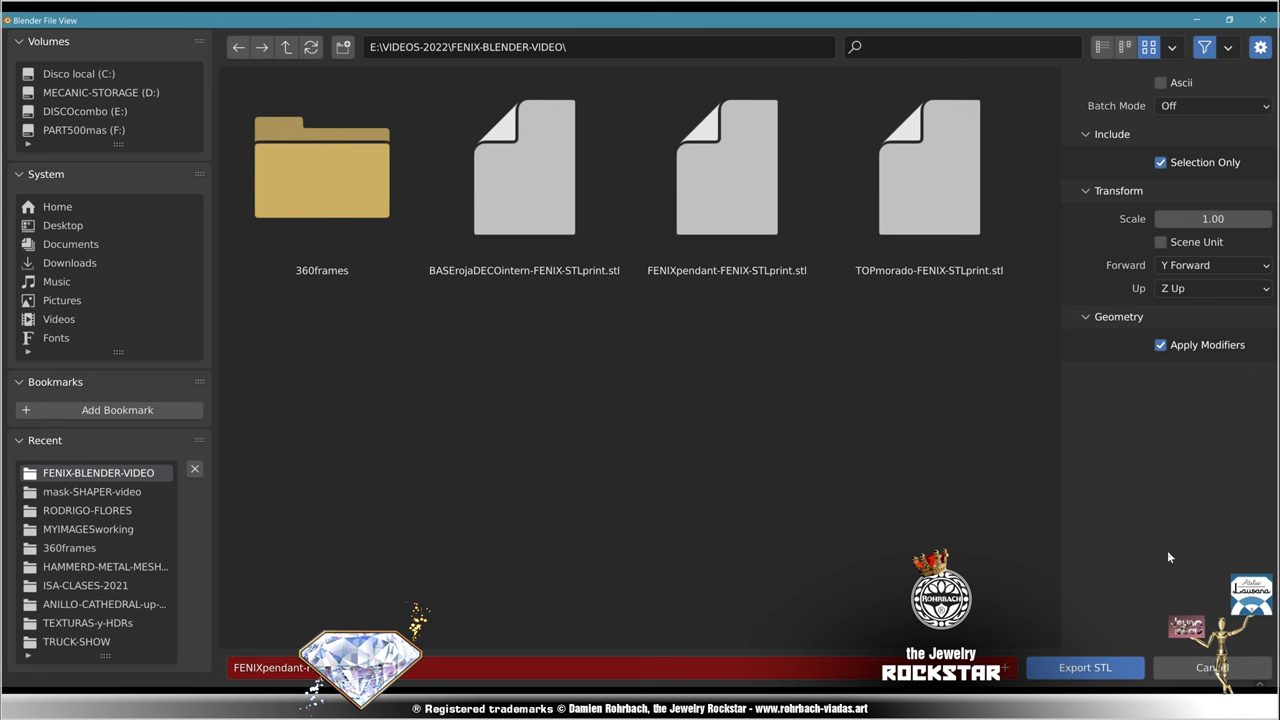 Blender File View
Volumes
Disco local (C:)
MECANIC-STORAGE (D:)
DISCOcombo (E:)
PART500mas (F:)
System
Home
Desktop
Documents
Downloads
Music
Pictures
Videos
Fonts
Bookmarks
Add Bookmark
Recent
FENIX-BLENDER-VIDEO
mask-SHAPER-video
RODRIGO-FLORES
MYIMAGESworking
360frames
HAMMERD-METAL-MESH...
ISA-CLASES-2021
ANILLO-CATHEDRAL-up-...
TEXTURAS-y-HDRs
TRUCK-SHOW
E:\VIDEOS-2022\FENIX-BLENDER-VIDEO\
360frames
BASErojaDECOintern-FENIX-STLprint.stl
FENIXpendant-FENIX-STLprint.stl
TOPmorado-FENIX-STLprint.stl
Ascii
Batch Mode
Off
Include
Selection Only
Transform
Scale
1.00
Scene Unit
Forward
Y Forward
Up
Z Up
Geometry
Apply Modifiers
Atelier
Lausana
ROHRBACH
the Jewelry
ROCKSTAR
FENIXpendant-
Export STL
® Registered trademarks © Damien Rohrbach, the Jewelry Rockstar - www.rohrbach-viadas.art